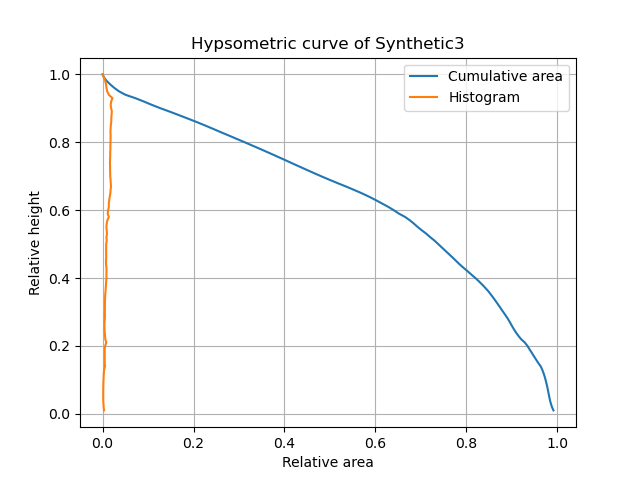 Hypsometric curve of Synthetic3
Cumulative area
Histogram
Relative height
1.0
0.8
0.6
0.4
0.2
0.0
0.0 0.2 0.4 0.6 0.8 1.0
Relative area